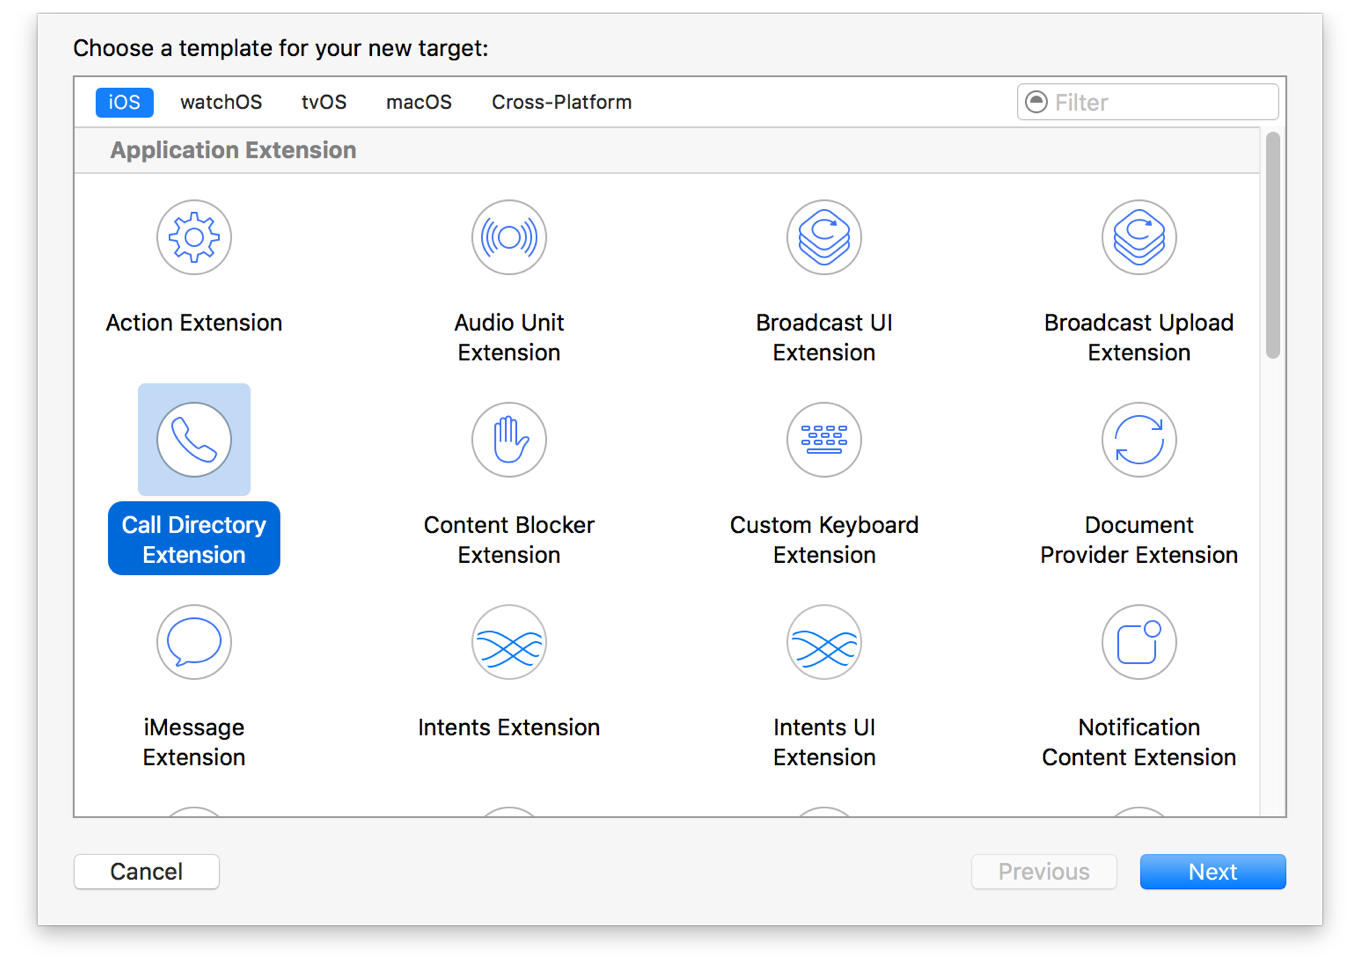 Choose a template for your new target:
iOS watchOS tvOS macOS Cross-Platform Filter
Application Extension
Action Extension
Audio Unit
Extension
Broadcast UI
Extension
Broadcast Upload
Extension
Call Directory
Extension
Content Blocker
Extension
Custom Keyboard
Extension
Document
Provider Extension
iMessage
Extension
Intents Extension
Intents UI
Extension
Notification
Content Extension
Cancel Previous Next